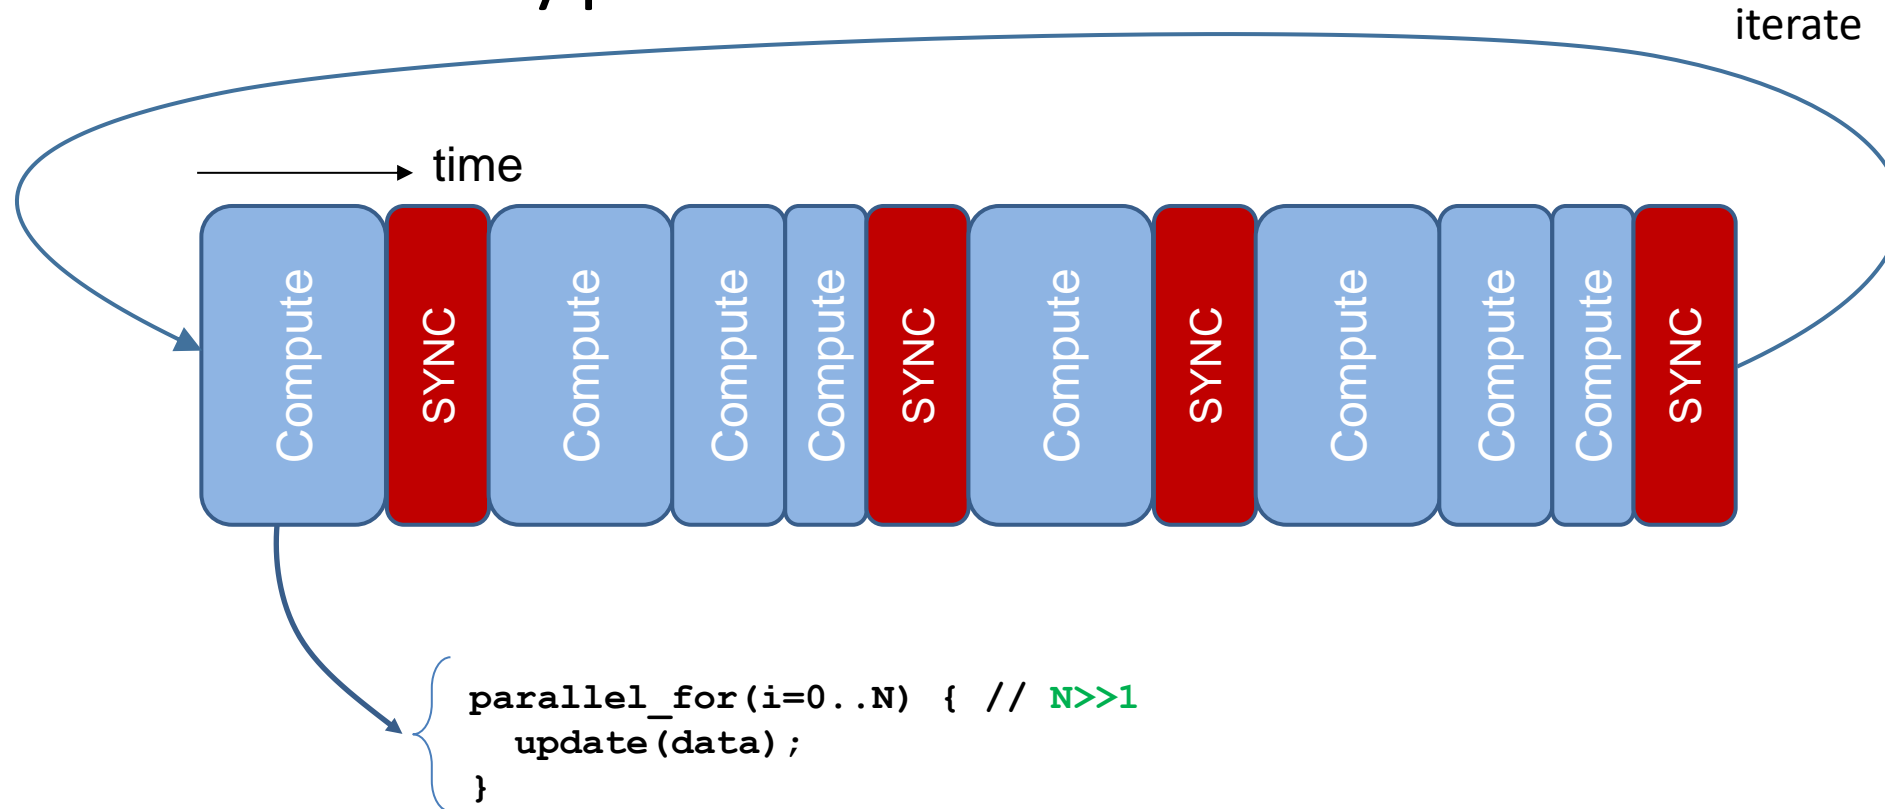 iterate
time
Compute
SYNC
Compute
Compute
Compute
SYNC
Compute
SYNC
Compute
Compute
Compute
SYNC
parallel_for(i=0..N) { // N>>1
update(data);
}